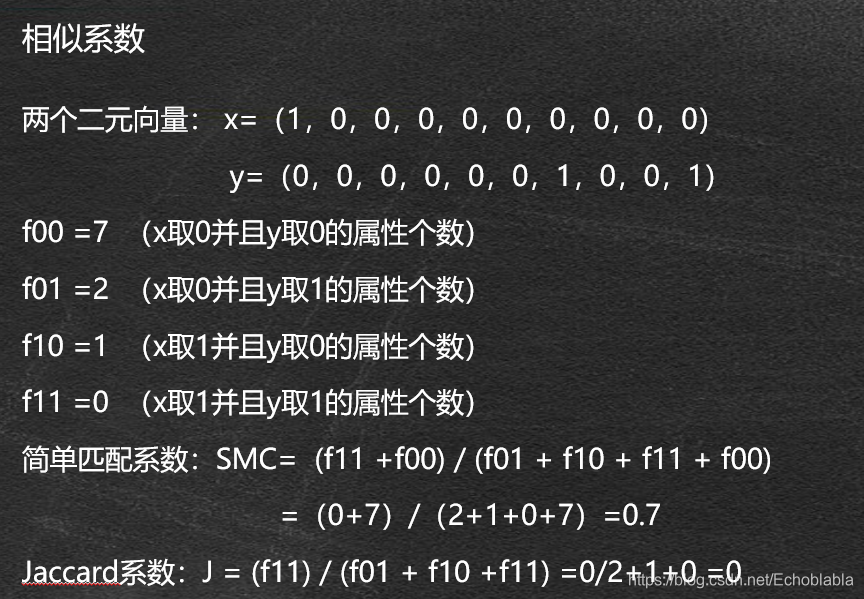 相似系数
两个二元向量： x=（1，0，0，0，0，0，0，0，0，0）
y=（0，0，0，0，0，0，1，0，0，1）
f00 =7 （x取0并且y取0的属性个数）
f01 =2 （x取0并且y取1的属性个数）
f10 =1 （x取1并且y取0的属性个数）
f11 =0 （x取1并且y取1的属性个数）
简单匹配系数：SMC= (f11 +f00) / (f01 + f10 + f11 + f00)
=（0+7）/（2+1+0+7）=0.7
Jaccard系数：J = (f11) / (f01 + f10 +f11) =0/2+1+0 =0
https://blog.csdn.net/Echoblabla